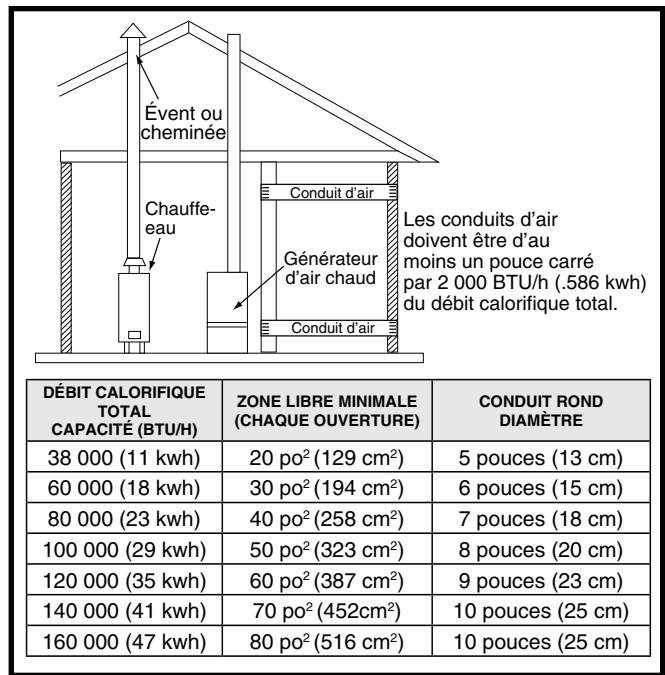 Évent ou
cheminée
Conduit d'air
Chauffe-
eau
Générateur
d'air chaud
Conduit d'air
Les conduits d'air
doivent être d'au
moins un pouce carré
par 2 000 BTU/h (.586 kwh)
du débit calorifique total.
DÉBIT CALORIFIQUE
TOTAL
CAPACITÉ (BTU/H)
ZONE LIBRE MINIMALE
(CHAQUE OUVERTURE)
CONDUIT ROND
DIAMÈTRE
38 000 (11 kwh) 20 po² (129 cm²) 5 pouces (13 cm)
60 000 (18 kwh) 30 po² (194 cm²) 6 pouces (15 cm)
80 000 (23 kwh) 40 po² (258 cm²) 7 pouces (18 cm)
100 000 (29 kwh) 50 po² (323 cm²) 8 pouces (20 cm)
120 000 (35 kwh) 60 po² (387 cm²) 9 pouces (23 cm)
140 000 (41 kwh) 70 po² (452cm²) 10 pouces (25 cm)
160 000 (47 kwh) 80 po² (516 cm²) 10 pouces (25 cm)